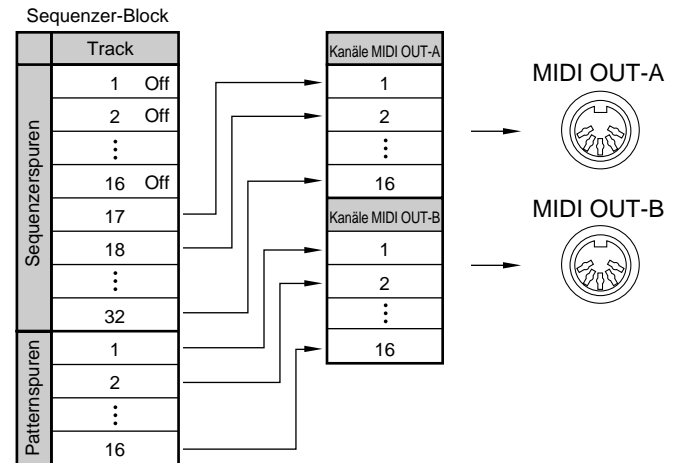 Sequenzer-Block
Track
Sequenzerspuren
1 Off
2 Off
⋮
16 Off
17
18
⋮
32
Patternspuren
1
2
⋮
16
Kanäle MIDI OUT-A
1
2
⋮
16
Kanäle MIDI OUT-B
1
2
⋮
16
MIDI OUT-A
MIDI OUT-B